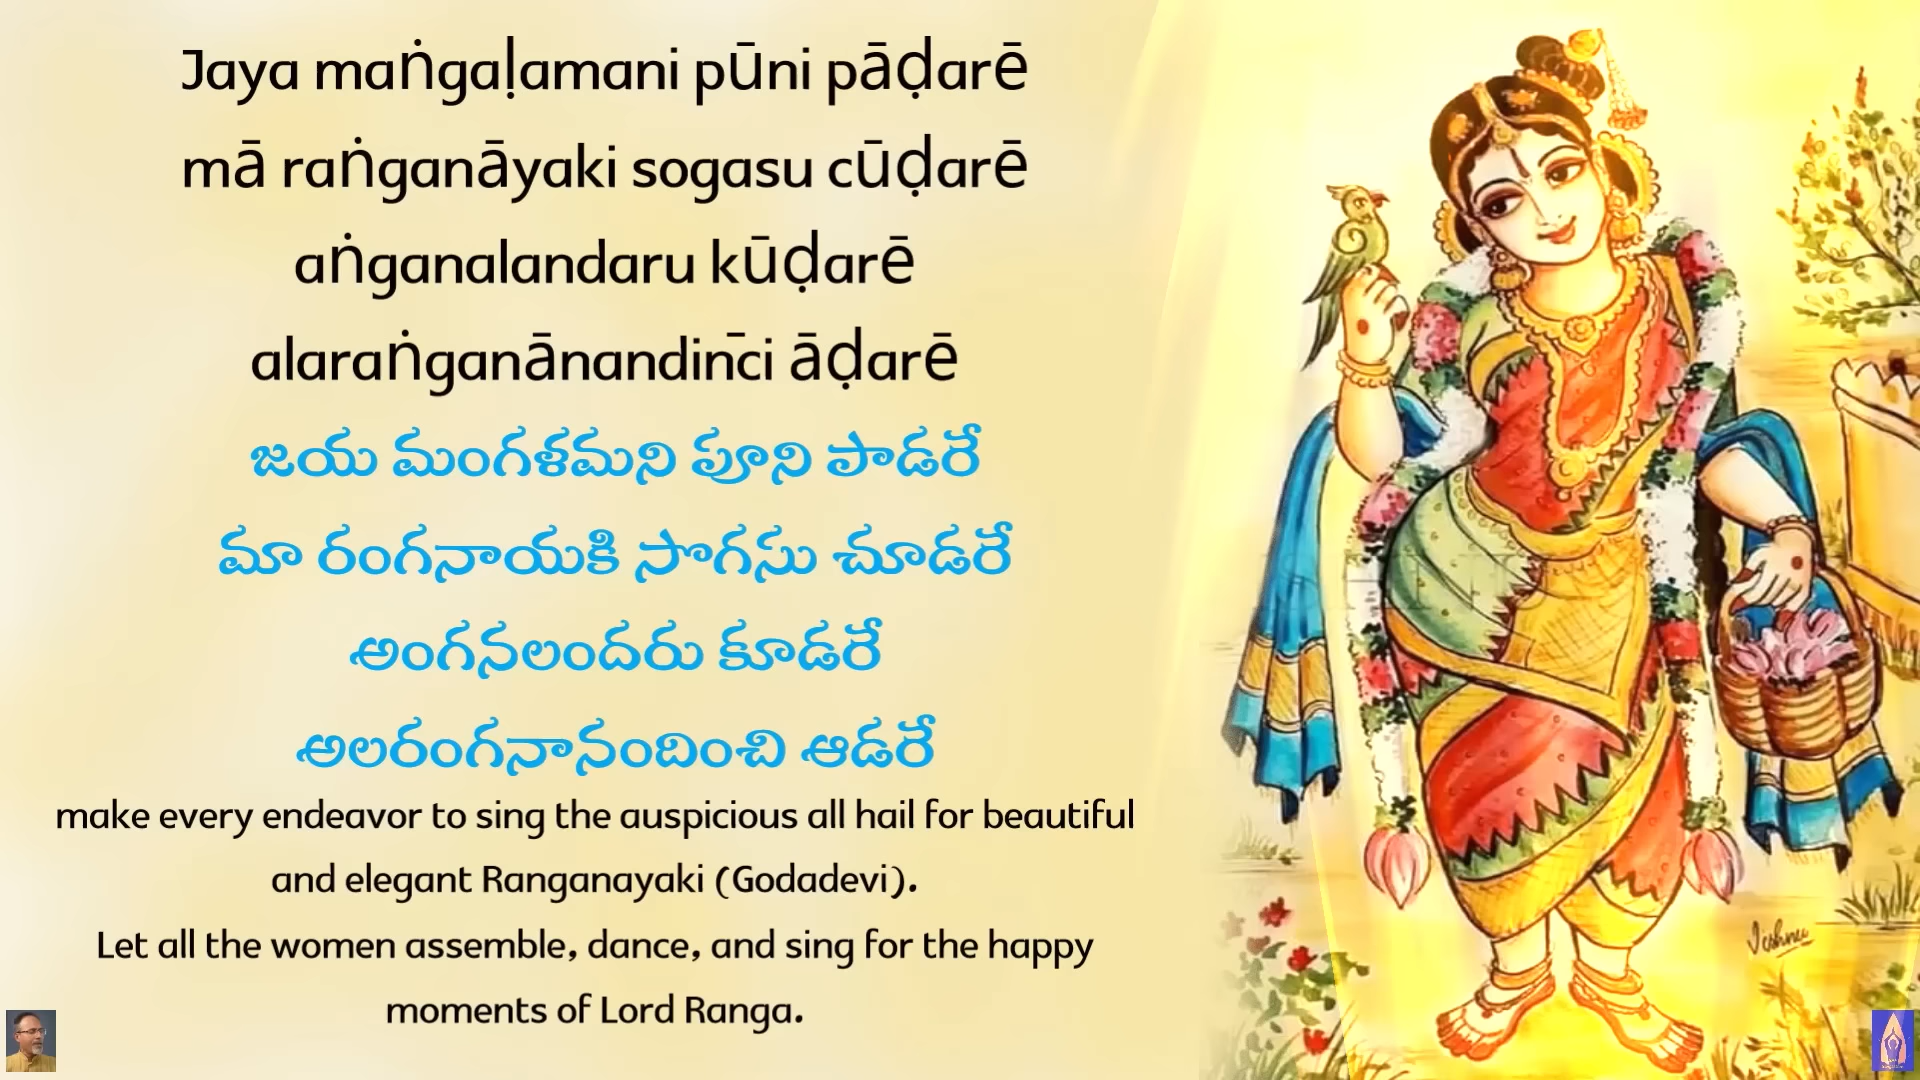 Jaya maṅgaḷamani pūni pāḍarē
mā raṅganāyaki sogasu cūḍarē
aṅganalandaru kūḍarē
alaraṅganānandin̄ci āḍarē
జయ మంగళమని పూని పాడరే
మా రంగనాయకి సొగసు చూడరే
అంగనలందరు కూడరే
అలరంగనానందించి ఆడరే
make every endeavor to sing the auspicious all hail for beautiful
and elegant Ranganayaki (Godadevi).
Let all the women assemble, dance, and sing for the happy
moments of Lord Ranga.